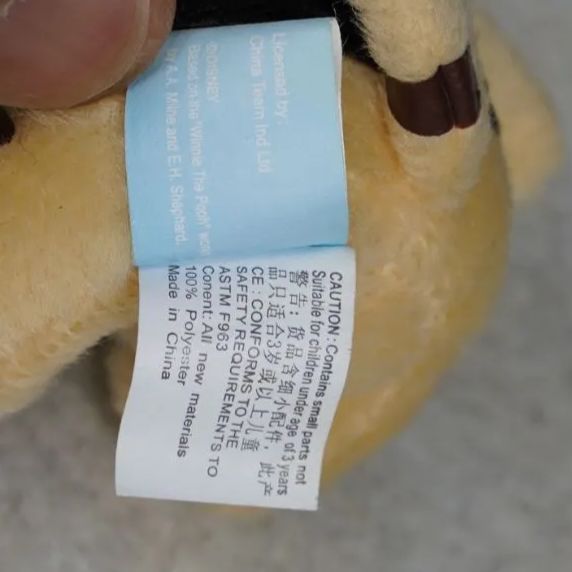 Licensed by:
China Team Ind Ltd
©DISNEY
Based on the "Winnie The Pooh" wor
by A.A. Milne and E.H. Shephard.
CAUTION: Contains small parts not
Suitable for children under age of 3 years
警告: 货品含细小配件, 此产
品只适合3岁或以上儿童
CE: CONFORMS TO THE
SAFETY REQUIREMENTS TO
ASTM F963
Conent: All new materials
100% Polyester
Made in China